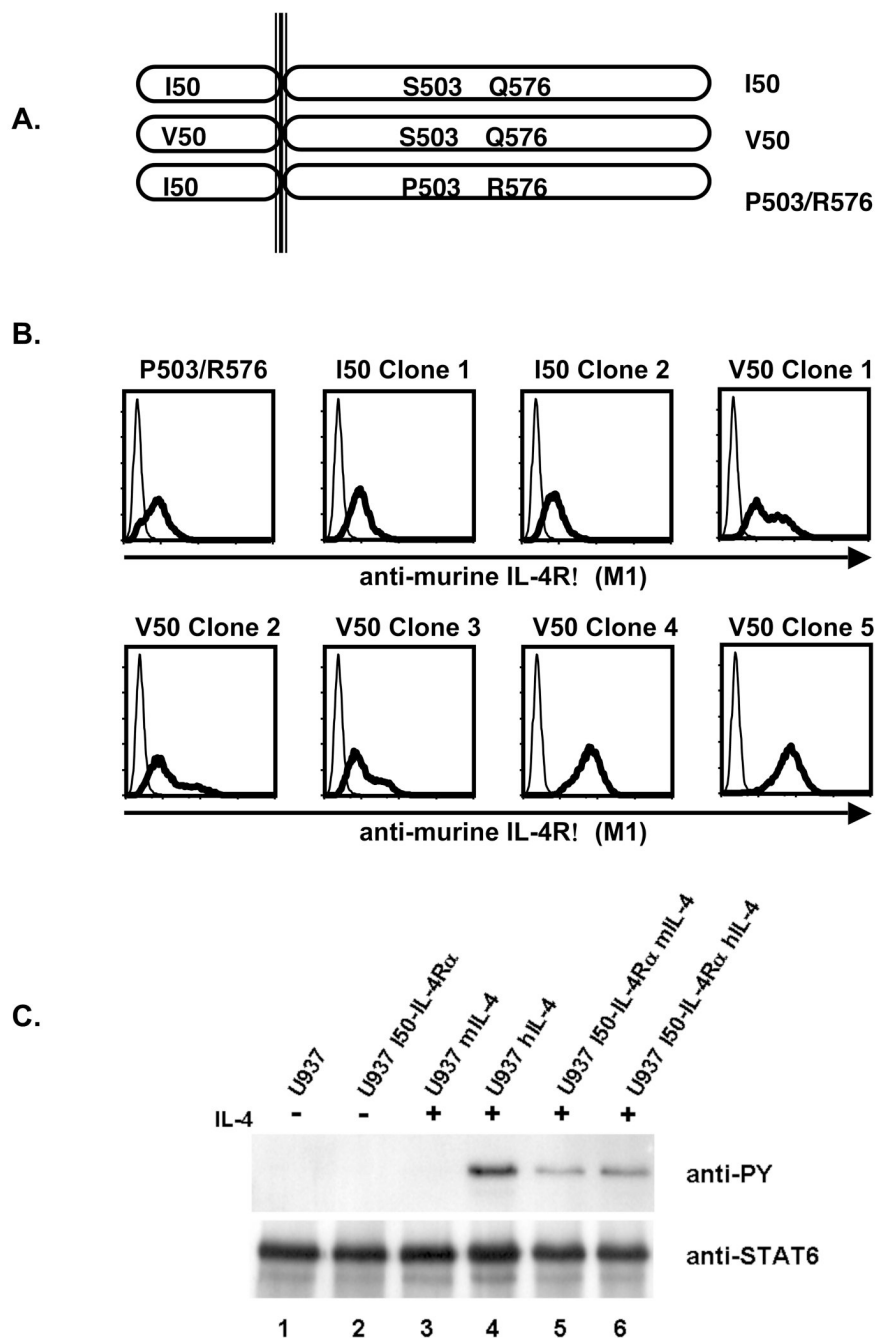 A.
I50 S503 Q576 I50
V50 S503 Q576 V50
I50 P503 R576 P503/R576
B.
P503/R576 I50 Clone 1 I50 Clone 2 V50 Clone 1
anti-murine IL-4R! (M1)
V50 Clone 2 V50 Clone 3 V50 Clone 4 V50 Clone 5
anti-murine IL-4R! (M1)
C.
U937 U937 I50-IL-4Rα U937 mIL-4 U937 hIL-4 U937 I50-IL-4Rα mIL-4 U937 I50-IL-4Rα hIL-4
IL-4 - - + + + +
anti-PY
anti-STAT6
1 2 3 4 5 6